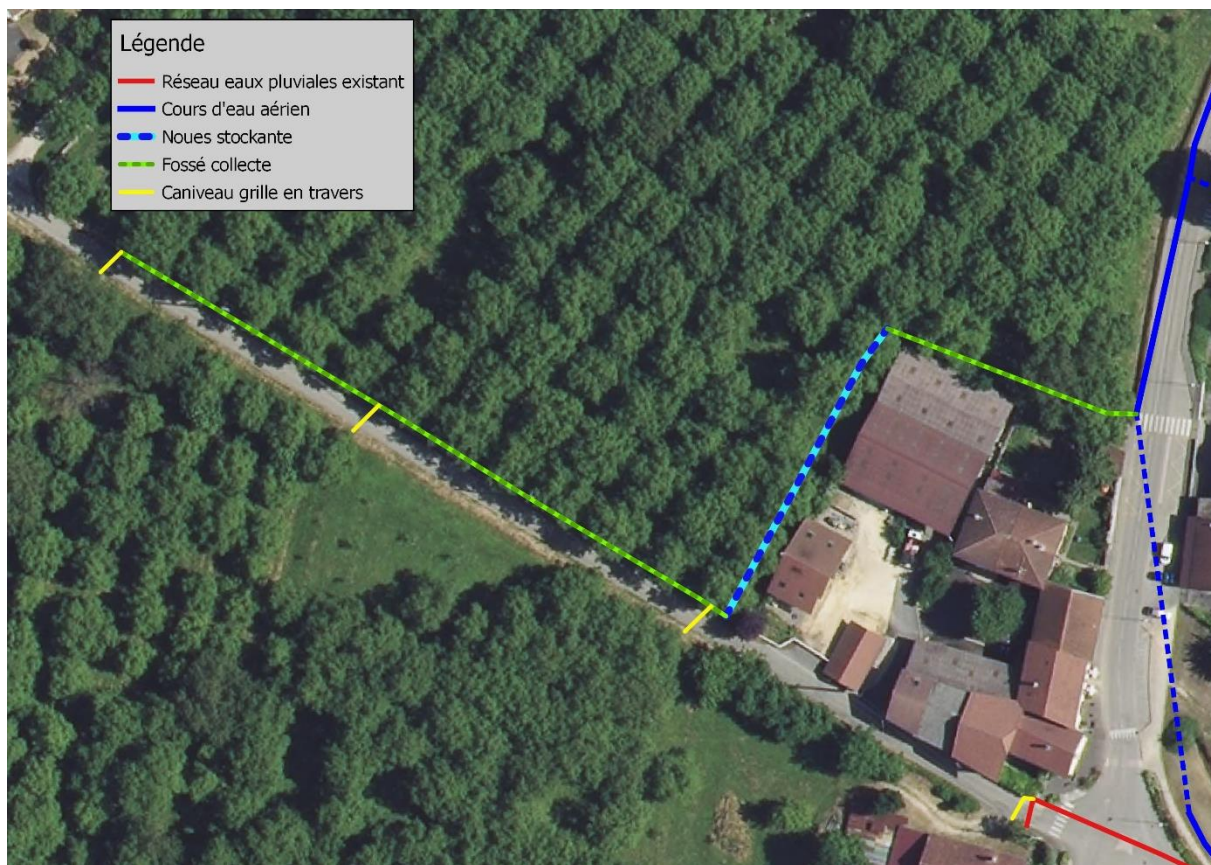 Légende
Réseau eaux pluviales existant
Cours d'eau aérien
Noues stockante
Fossé collecte
Caniveau grille en travers